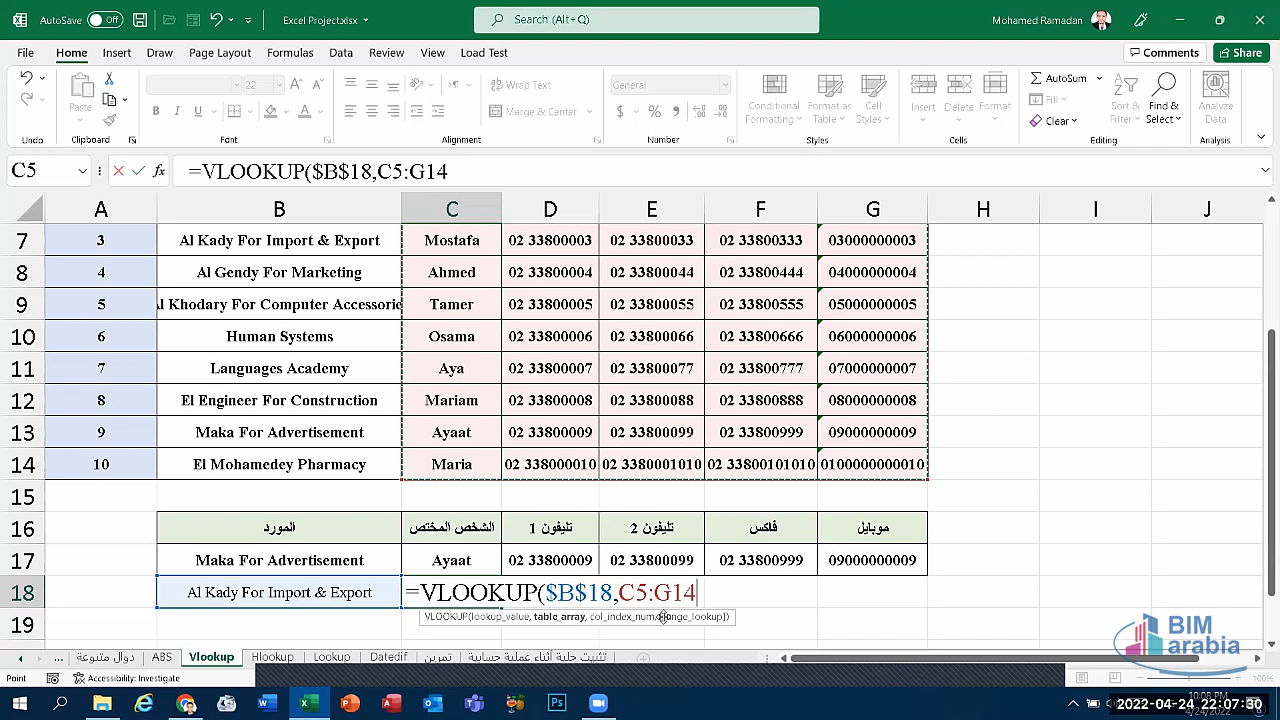 AutoSave Off Excel Project.xlsx Search (Alt+Q) Mohamed Ramadan
File Home Insert Draw Page Layout Formulas Data Review View Load Test Comments Share
Paste 22 Wrap Text General Conditional Formatting Format Table Cell Styles Insert Delete Format AutoSum Sort & Filter Find & Select Analyze Data
Merge & Center Fill
Clear
Undo Clipboard Font Alignment Number Styles Cells Editing Analysis
C5 fx =VLOOKUP($B$18,C5:G14
A B C D E F G H I J
7 3 Al Kady For Import & Export Mostafa 02 33800003 02 33800033 02 33800333 03000000003
8 4 Al Gendy For Marketing Ahmed 02 33800004 02 33800044 02 33800444 04000000004
9 5 l Khodary For Computer Accessorie Tamer 02 33800005 02 33800055 02 33800555 05000000005
10 6 Human Systems Osama 02 33800006 02 33800066 02 33800666 06000000006
11 7 Languages Academy Aya 02 33800007 02 33800077 02 33800777 07000000007
12 8 El Engineer For Construction Mariam 02 33800008 02 33800088 02 33800888 08000000008
13 9 Maka For Advertisement Ayaat 02 33800009 02 33800099 02 33800999 09000000009
14 10 El Mohamedey Pharmacy Maria 02 338000010 02 3380001010 02 33800101010 0100000000010
15
16 المورد الشخص المختص تليفون 1 تليفون 2 فاكس موبايل
17 Maka For Advertisement Ayaat 02 33800009 02 33800099 02 33800999 09000000009
18 Al Kady For Import & Export =VLOOKUP($B$18,C5:G14
VLOOKUP(lookup_value, table_array, col_index_num,
19
BIM
arabia
... دوال متنوعة ABS Vlookup Hlookup Lookup Datedif تمرين تثبيت خلية أثناء عملية حسابية
Point Accessibility: Investigate 100%
10:08 PM
2022-04-24 22:07:30
4/24/2022